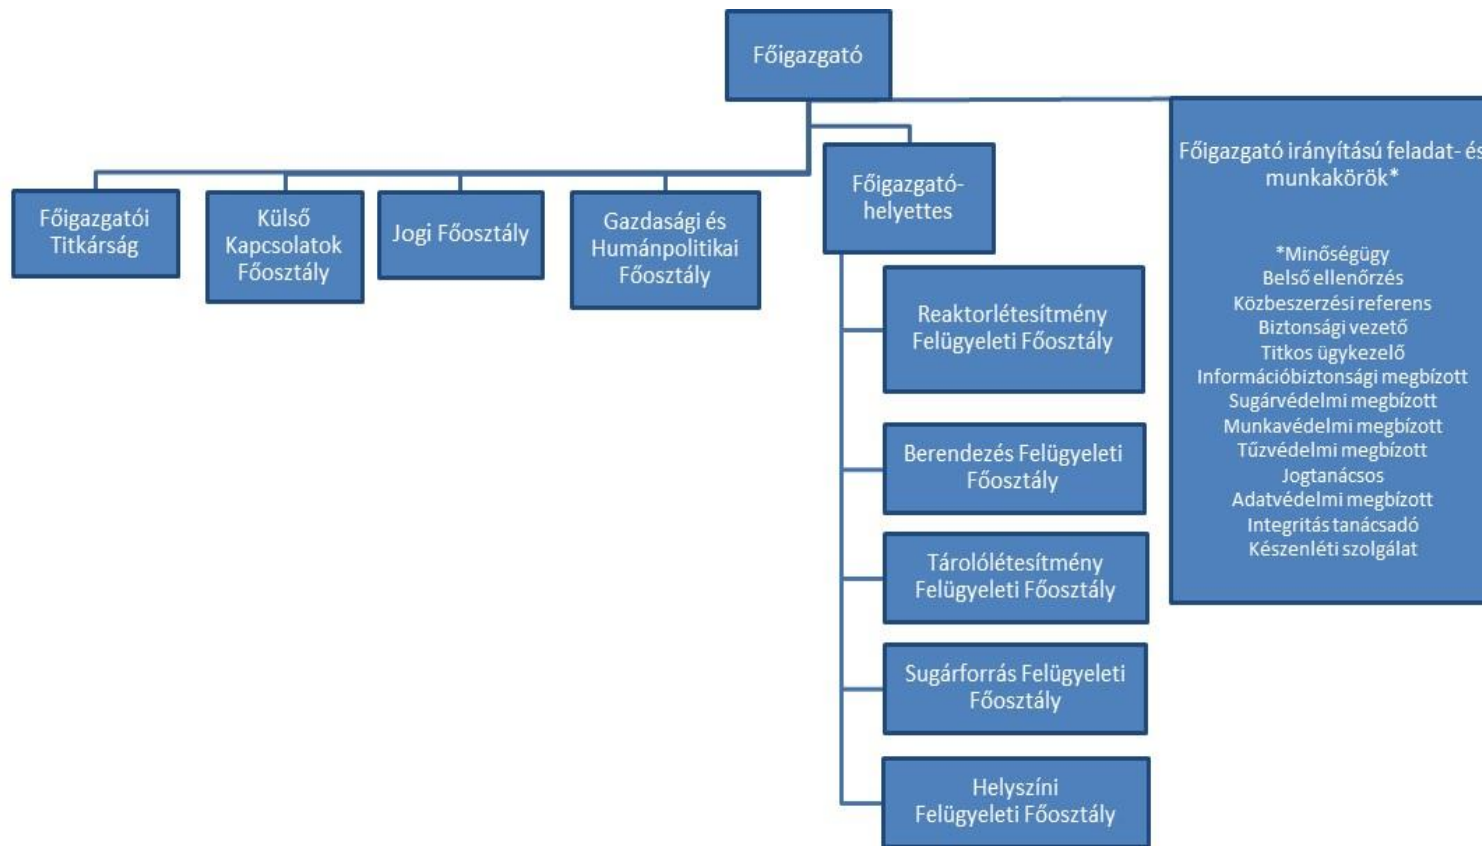 Főigazgató
Főigazgatói
Titkárság
Külső
Kapcsolatok
Főosztály
Jogi Főosztály
Gazdasági és
Humánpolitikai
Főosztály
Főigazgató-
helyettes
Reaktorlétesítmény
Felügyeleti Főosztály
Berendezés Felügyeleti
Főosztály
Tárolólétesítmény
Felügyeleti Főosztály
Sugárforrás Felügyeleti
Főosztály
Helyszíni
Felügyeleti Főosztály
Főigazgató irányítású feladat- és
munkakörök*
*Minőségügy
Belső ellenőrzés
Közbeszerzési referens
Biztonsági vezető
Titkos ügykezelő
Információbiztonsági megbízott
Sugárvédelmi megbízott
Munkavédelmi megbízott
Tűzvédelmi megbízott
Jogtanácsos
Adatvédelmi megbízott
Integritás tanácsadó
Készenléti szolgálat